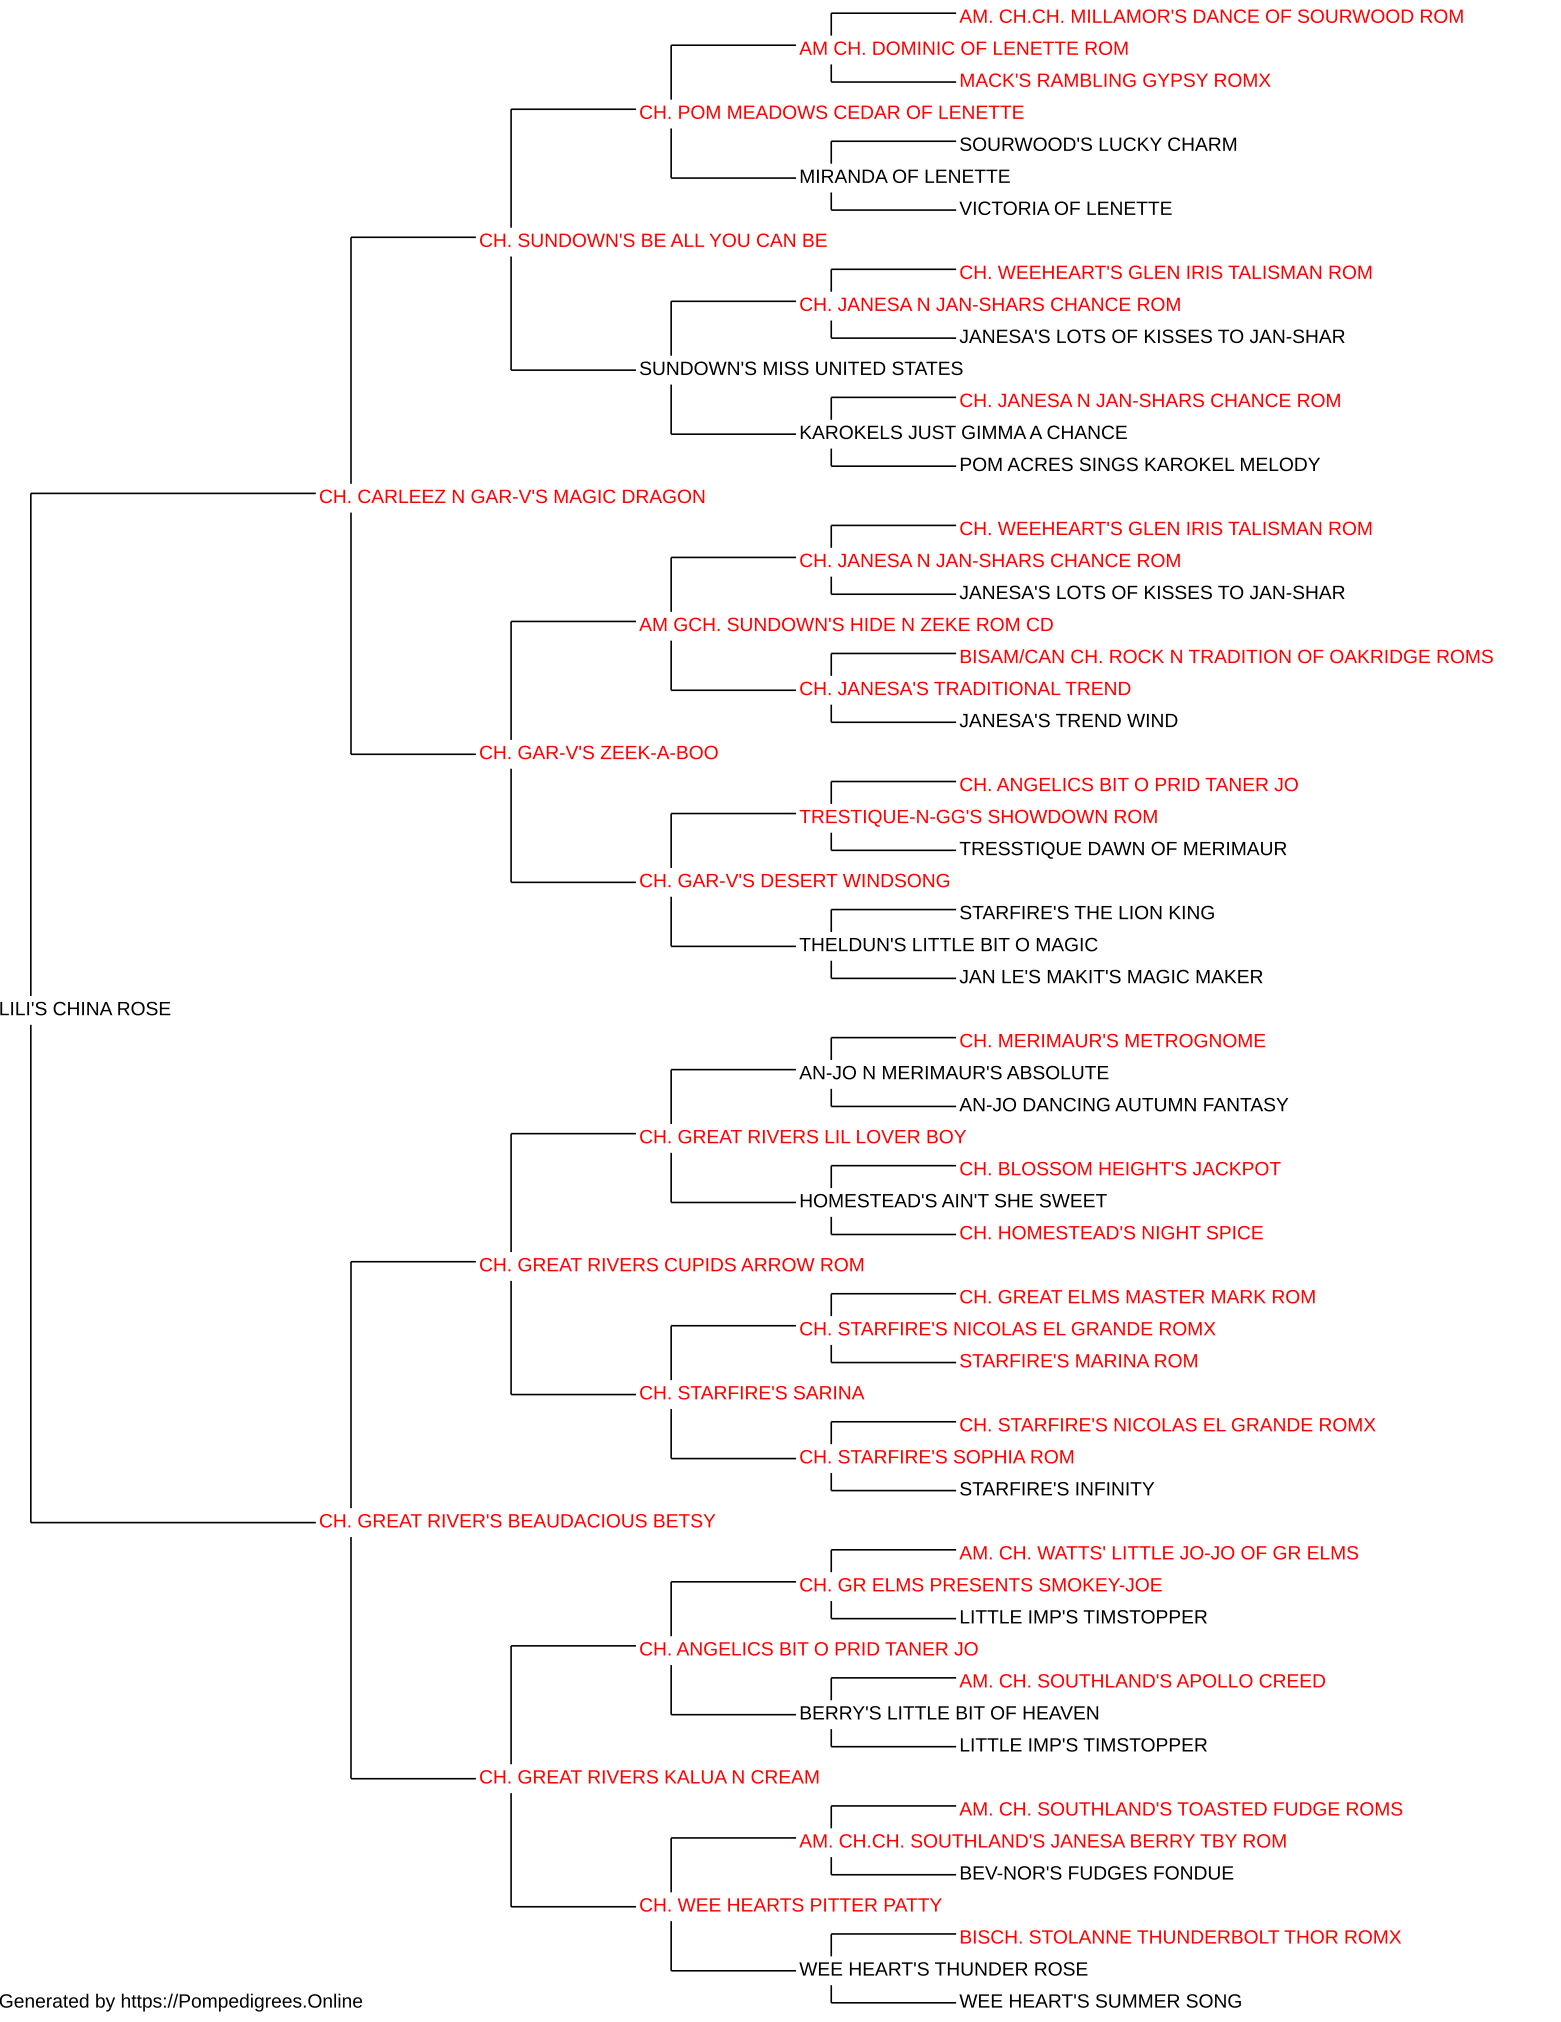 AM. CH.CH. MILLAMOR'S DANCE OF SOURWOOD ROM
AM CH. DOMINIC OF LENETTE ROM
MACK'S RAMBLING GYPSY ROMX
CH. POM MEADOWS CEDAR OF LENETTE
SOURWOOD'S LUCKY CHARM
MIRANDA OF LENETTE
VICTORIA OF LENETTE
CH. SUNDOWN'S BE ALL YOU CAN BE
CH. WEEHEART'S GLEN IRIS TALISMAN ROM
CH. JANESA N JAN-SHARS CHANCE ROM
JANESA'S LOTS OF KISSES TO JAN-SHAR
SUNDOWN'S MISS UNITED STATES
CH. JANESA N JAN-SHARS CHANCE ROM
KAROKELS JUST GIMMA A CHANCE
POM ACRES SINGS KAROKEL MELODY
CH. CARLEEZ N GAR-V'S MAGIC DRAGON
CH. WEEHEART'S GLEN IRIS TALISMAN ROM
CH. JANESA N JAN-SHARS CHANCE ROM
JANESA'S LOTS OF KISSES TO JAN-SHAR
AM GCH. SUNDOWN'S HIDE N ZEKE ROM CD
BISAM/CAN CH. ROCK N TRADITION OF OAKRIDGE ROMS
CH. JANESA'S TRADITIONAL TREND
JANESA'S TREND WIND
CH. GAR-V'S ZEEK-A-BOO
CH. ANGELICS BIT O PRID TANER JO
TRESTIQUE-N-GG'S SHOWDOWN ROM
TRESSTIQUE DAWN OF MERIMAUR
CH. GAR-V'S DESERT WINDSONG
STARFIRE'S THE LION KING
THELDUN'S LITTLE BIT O MAGIC
JAN LE'S MAKIT'S MAGIC MAKER
LILI'S CHINA ROSE
CH. MERIMAUR'S METROGNOME
AN-JO N MERIMAUR'S ABSOLUTE
AN-JO DANCING AUTUMN FANTASY
CH. GREAT RIVERS LIL LOVER BOY
CH. BLOSSOM HEIGHT'S JACKPOT
HOMESTEAD'S AIN'T SHE SWEET
CH. HOMESTEAD'S NIGHT SPICE
CH. GREAT RIVERS CUPIDS ARROW ROM
CH. GREAT ELMS MASTER MARK ROM
CH. STARFIRE'S NICOLAS EL GRANDE ROMX
STARFIRE'S MARINA ROM
CH. STARFIRE'S SARINA
CH. STARFIRE'S NICOLAS EL GRANDE ROMX
CH. STARFIRE'S SOPHIA ROM
STARFIRE'S INFINITY
CH. GREAT RIVER'S BEAUDACIOUS BETSY
AM. CH. WATTS' LITTLE JO-JO OF GR ELMS
CH. GR ELMS PRESENTS SMOKEY-JOE
LITTLE IMP'S TIMSTOPPER
CH. ANGELICS BIT O PRID TANER JO
AM. CH. SOUTHLAND'S APOLLO CREED
BERRY'S LITTLE BIT OF HEAVEN
LITTLE IMP'S TIMSTOPPER
CH. GREAT RIVERS KALUA N CREAM
AM. CH. SOUTHLAND'S TOASTED FUDGE ROMS
AM. CH.CH. SOUTHLAND'S JANESA BERRY TBY ROM
BEV-NOR'S FUDGES FONDUE
CH. WEE HEARTS PITTER PATTY
BISCH. STOLANNE THUNDERBOLT THOR ROMX
WEE HEART'S THUNDER ROSE
WEE HEART'S SUMMER SONG
Generated by https://Pompedigrees.Online